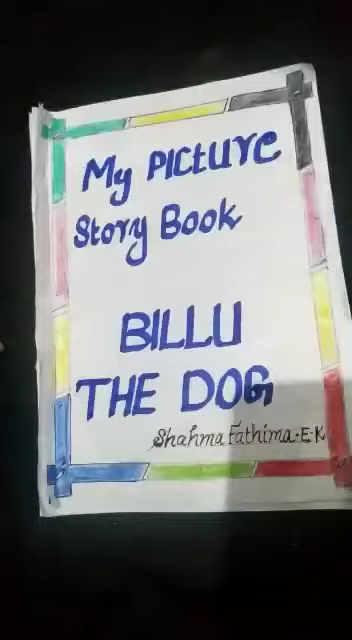 My PICture
Story Book
BILLU
THE DOG
Shahma Fathima.E.K